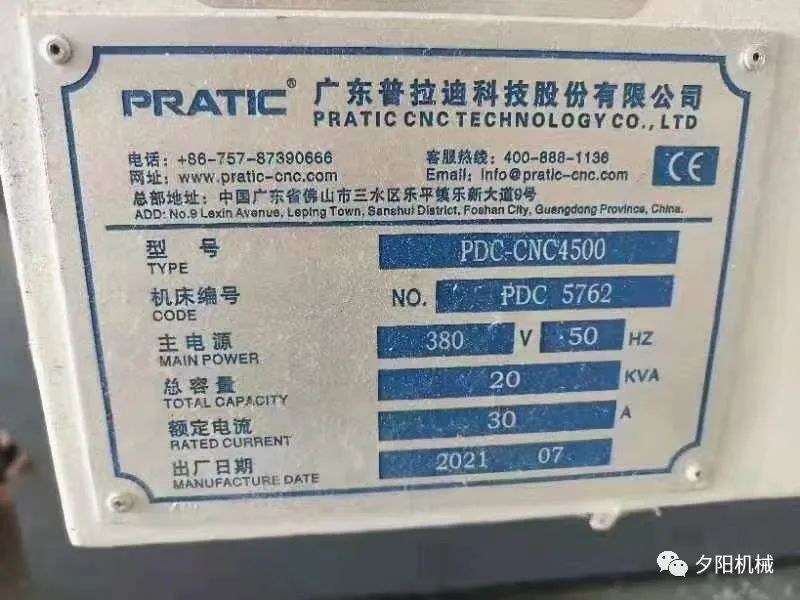 PRATIC® 广东普拉迪科技股份有限公司
PRATIC CNC TECHNOLOGY CO., LTD
电话：+86-757-87390666 客服热线：400-888-1136
网址：www.pratic-cnc.com Email: info@pratic-cnc.com
CE
总部地址：中国广东省佛山市三水区乐平镇乐新大道9号
ADD: No.9 Lexin Avenue, Leping Town, Sanshui District, Foshan City, Guangdong Province, China.
型号 PDC-CNC4500
TYPE
机床编号 NO. PDC 5762
CODE
主电源 380 V 50 HZ
MAIN POWER
总容量 20 KVA
TOTAL CAPACITY
额定电流 30 A
RATED CURRENT
出厂日期 2021 07
MANUFACTURE DATE
夕阳机械